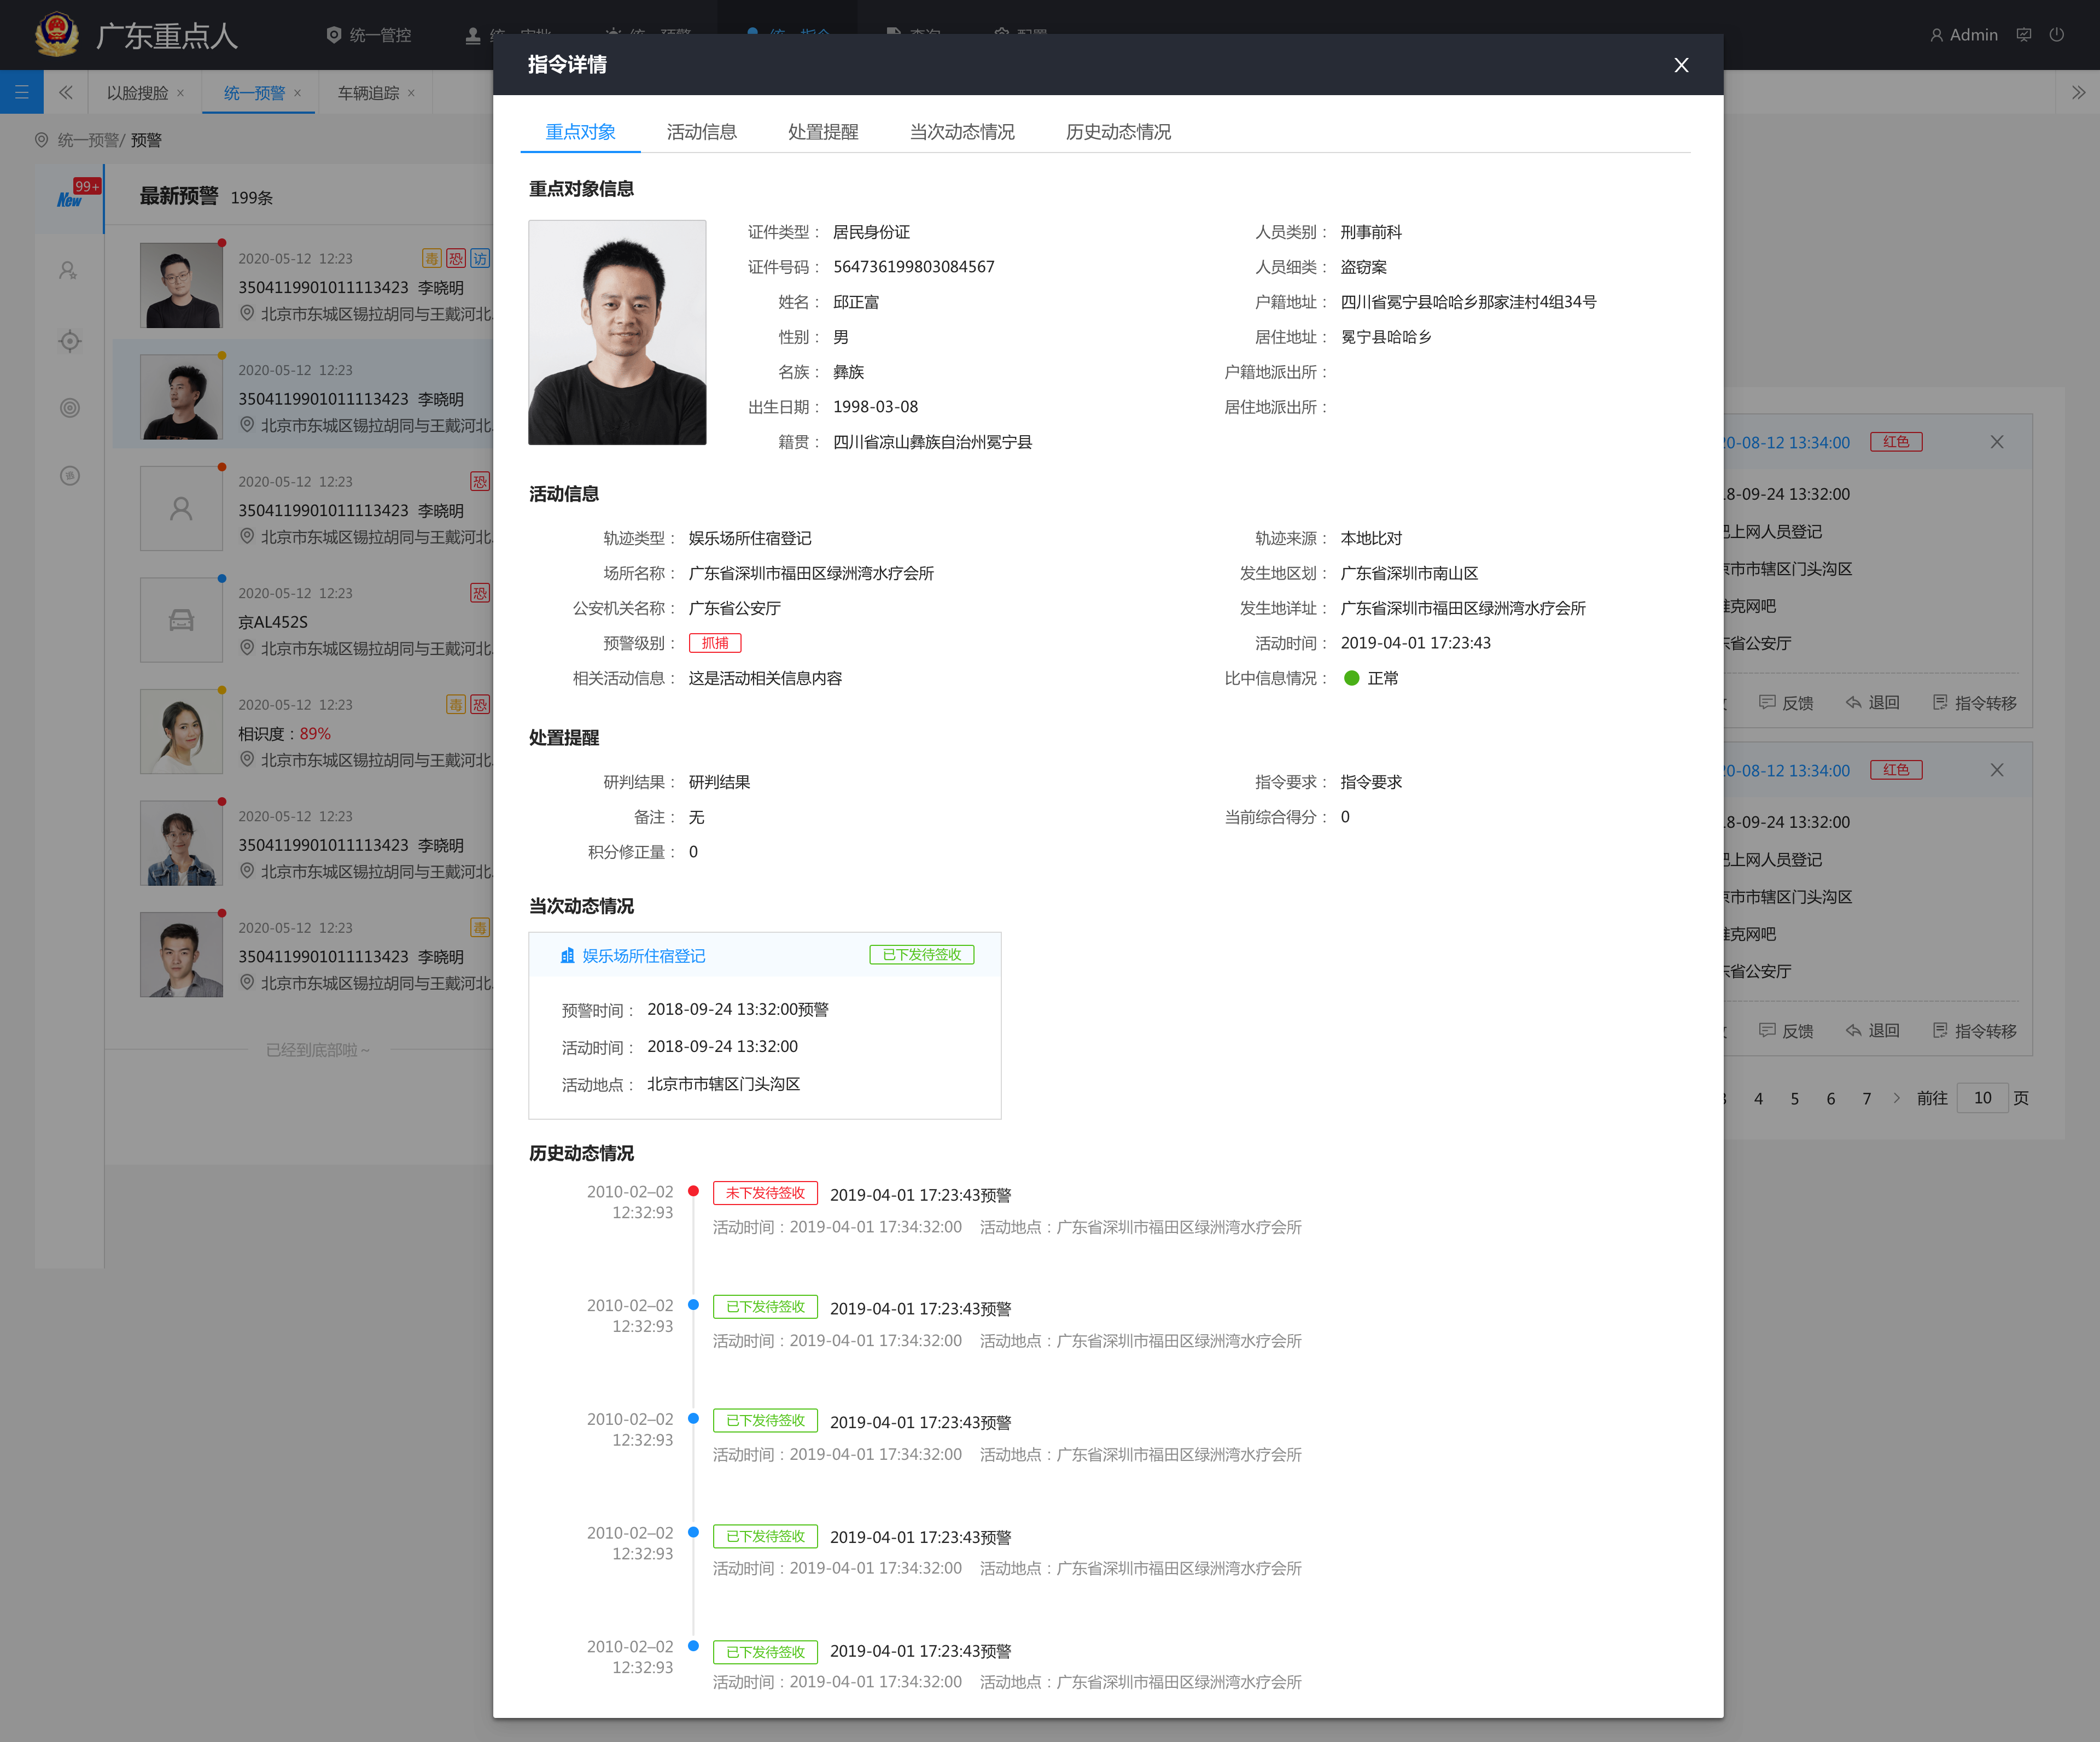 广东重点人
统一管控
Admin
以脸搜脸 ×
统一预警 ×
车辆追踪 ×
统一预警/ 预警
New 99+
最新预警 199条
2020-05-12 12:23 毒 恐 访
3504119901011113423 李晓明
北京市东城区锡拉胡同与王戴河北
2020-05-12 12:23
3504119901011113423 李晓明
北京市东城区锡拉胡同与王戴河北
2020-05-12 12:23 恐
3504119901011113423 李晓明
北京市东城区锡拉胡同与王戴河北
2020-05-12 12:23 恐
京AL452S
北京市东城区锡拉胡同与王戴河北
2020-05-12 12:23 毒 恐
相识度：89%
北京市东城区锡拉胡同与王戴河北
2020-05-12 12:23
3504119901011113423 李晓明
北京市东城区锡拉胡同与王戴河北
2020-05-12 12:23 毒
3504119901011113423 李晓明
北京市东城区锡拉胡同与王戴河北
已经到底部啦～
指令详情
重点对象 活动信息 处置提醒 当次动态情况 历史动态情况
重点对象信息
证件类型： 居民身份证 人员类别： 刑事前科
证件号码： 564736199803084567 人员细类： 盗窃案
姓名： 邱正富 户籍地址： 四川省冕宁县哈哈乡那家洼村4组34号
性别： 男 居住地址： 冕宁县哈哈乡
名族： 彝族 户籍地派出所：
出生日期： 1998-03-08 居住地派出所：
籍贯： 四川省凉山彝族自治州冕宁县
活动信息
轨迹类型： 娱乐场所住宿登记 轨迹来源： 本地比对
场所名称： 广东省深圳市福田区绿洲湾水疗会所 发生地区划： 广东省深圳市南山区
公安机关名称： 广东省公安厅 发生地详址： 广东省深圳市福田区绿洲湾水疗会所
预警级别： 抓捕 活动时间： 2019-04-01 17:23:43
相关活动信息： 这是活动相关信息内容 比中信息情况： 正常
处置提醒
研判结果： 研判结果 指令要求： 指令要求
备注： 无 当前综合得分： 0
积分修正量： 0
当次动态情况
娱乐场所住宿登记 已下发待签收
预警时间： 2018-09-24 13:32:00预警
活动时间： 2018-09-24 13:32:00
活动地点： 北京市市辖区门头沟区
历史动态情况
2010-02–02 未下发待签收 2019-04-01 17:23:43预警
12:32:93 活动时间：2019-04-01 17:34:32:00 活动地点：广东省深圳市福田区绿洲湾水疗会所
2010-02–02 已下发待签收 2019-04-01 17:23:43预警
12:32:93 活动时间：2019-04-01 17:34:32:00 活动地点：广东省深圳市福田区绿洲湾水疗会所
2010-02–02 已下发待签收 2019-04-01 17:23:43预警
12:32:93 活动时间：2019-04-01 17:34:32:00 活动地点：广东省深圳市福田区绿洲湾水疗会所
2010-02–02 已下发待签收 2019-04-01 17:23:43预警
12:32:93 活动时间：2019-04-01 17:34:32:00 活动地点：广东省深圳市福田区绿洲湾水疗会所
2010-02–02 已下发待签收 2019-04-01 17:23:43预警
12:32:93 活动时间：2019-04-01 17:34:32:00 活动地点：广东省深圳市福田区绿洲湾水疗会所
0-08-12 13:34:00 红色
8-09-24 13:32:00
上网人员登记
市市辖区门头沟区
克网吧
省公安厅
反馈 退回 指令转移
0-08-12 13:34:00 红色
8-09-24 13:32:00
上网人员登记
市市辖区门头沟区
克网吧
省公安厅
反馈 退回 指令转移
4 5 6 7 > 前往 10 页